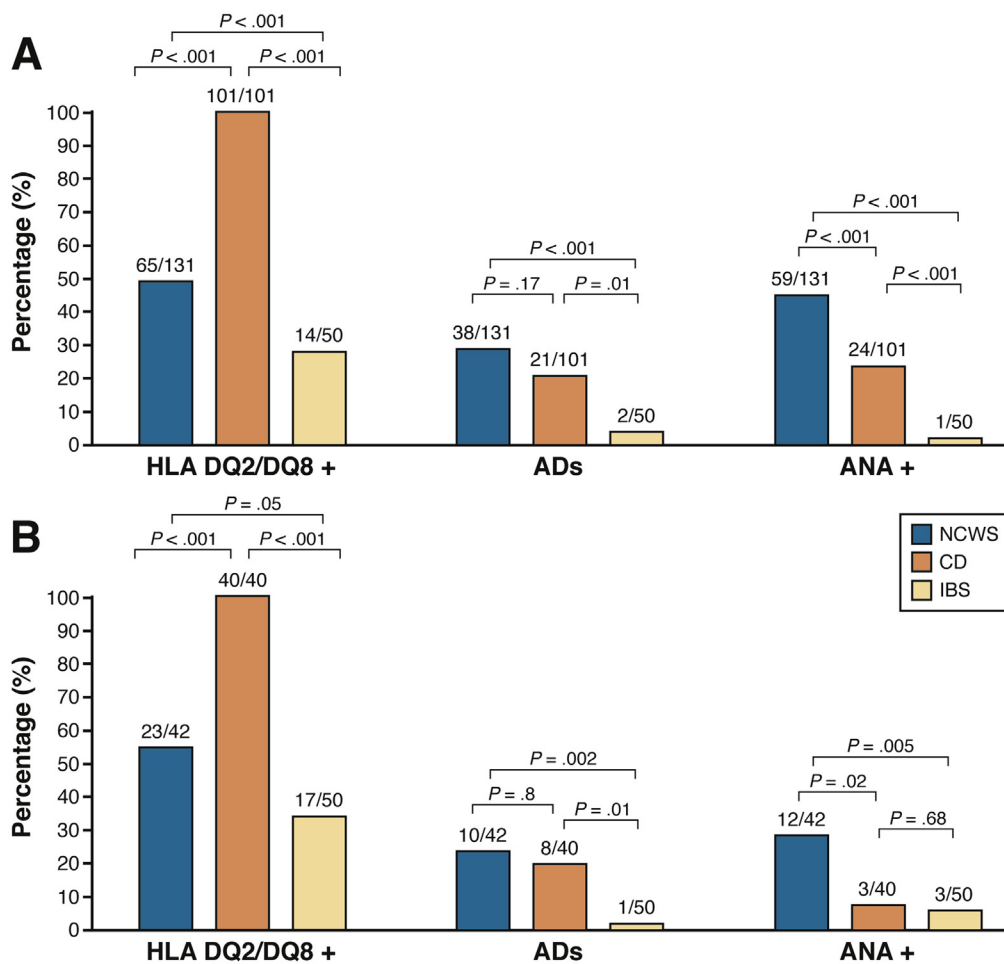 A
P < .001
P < .001 P < .001
101/101
65/131
14/50
P < .001
P = .17 P = .01
38/131
21/101
2/50
P < .001
P < .001
P < .001
59/131
24/101
1/50
Percentage (%)
100
90
80
70
60
50
40
30
20
10
0
HLA DQ2/DQ8 + ADs ANA +
B
P = .05
P < .001 P < .001
40/40
23/42
17/50
P = .002
P = .8
P = .01
10/42
8/40
1/50
P = .005
P = .02
P = .68
12/42
3/40
3/50
NCWS
CD
IBS
Percentage (%)
100
90
80
70
60
50
40
30
20
10
0
HLA DQ2/DQ8 + ADs ANA +